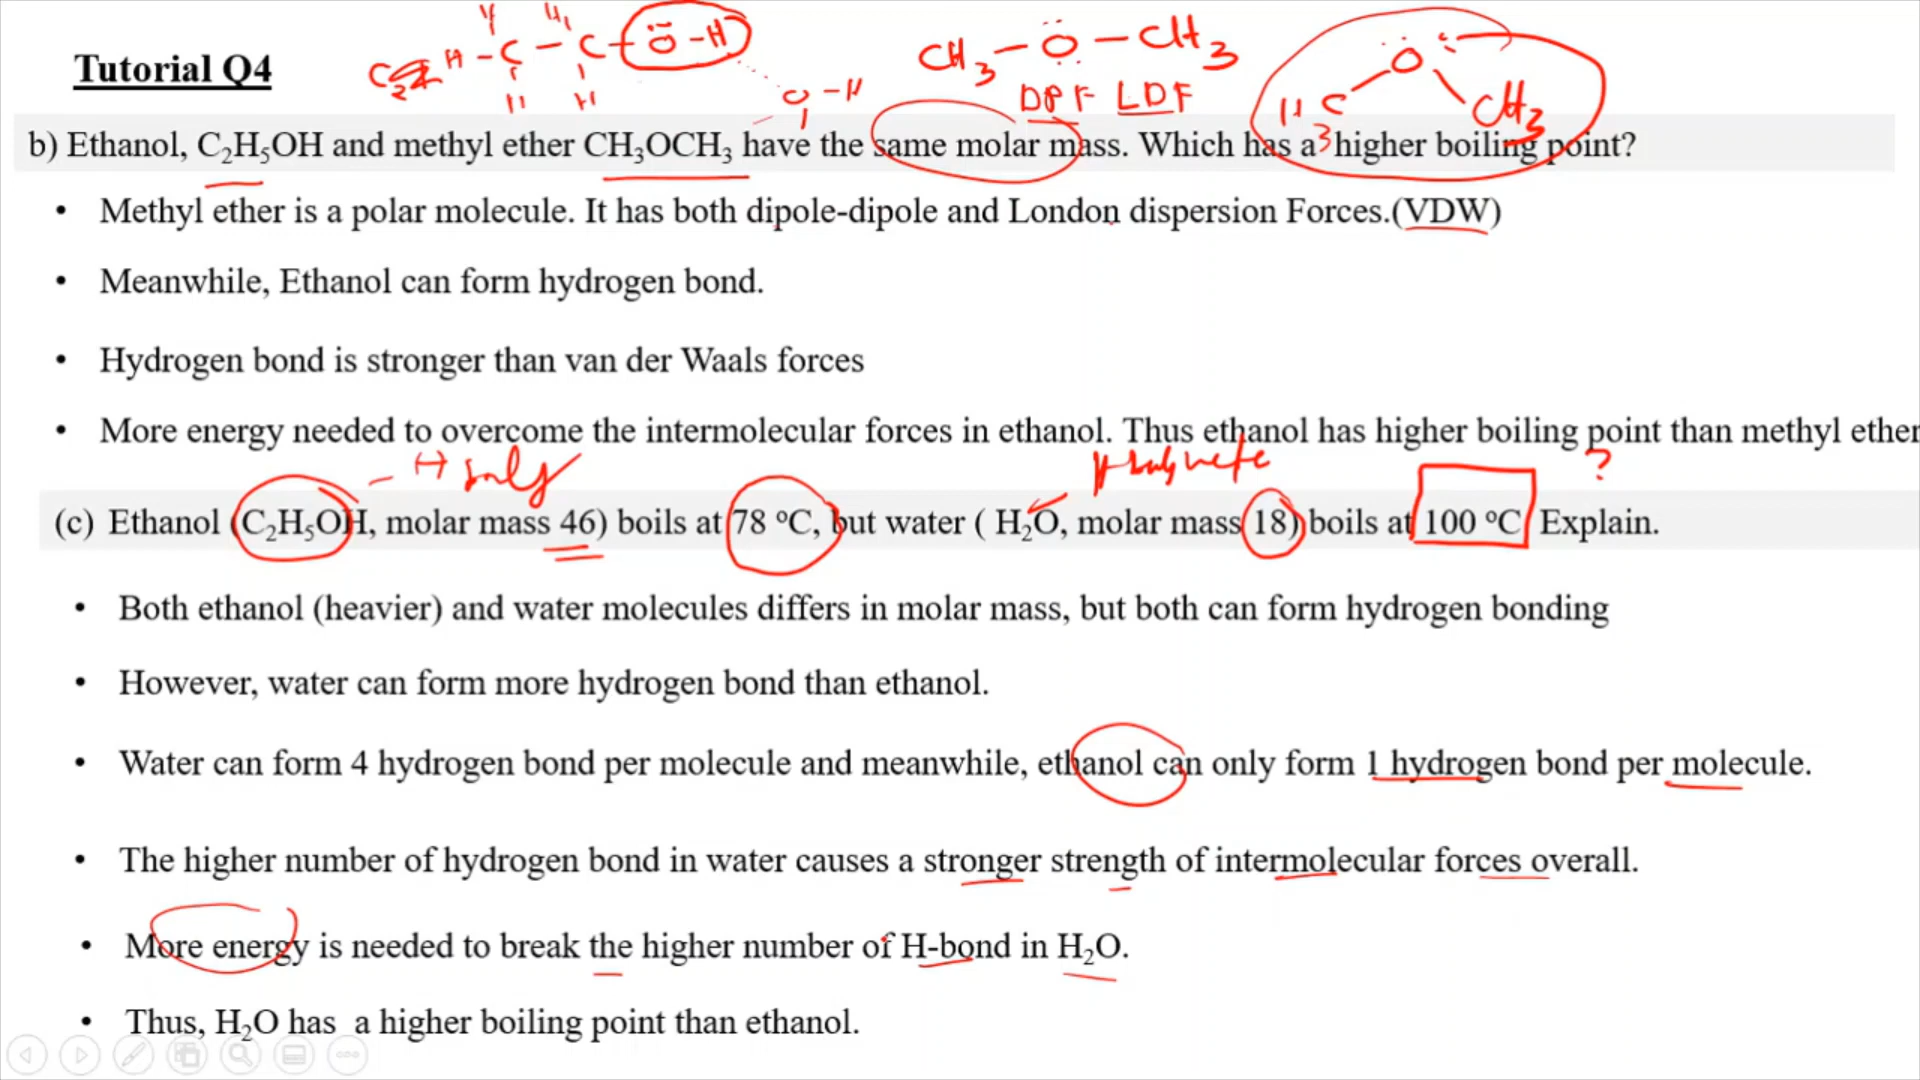 Tutorial Q4
H - C - C - Ö - H
H H
O - H
CH3 - Ö - CH3
DPF LDF
H3C Ö CH3
b) Ethanol, C2H5OH and methyl ether CH3OCH3 have the same molar mass. Which has a higher boiling point?
• Methyl ether is a polar molecule. It has both dipole-dipole and London dispersion Forces.(VDW)
• Meanwhile, Ethanol can form hydrogen bond.
• Hydrogen bond is stronger than van der Waals forces
• More energy needed to overcome the intermolecular forces in ethanol. Thus ethanol has higher boiling point than methyl ether
?
(c) Ethanol (C2H5OH, molar mass 46) boils at 78 °C, but water ( H2O, molar mass 18) boils at 100 °C Explain.
• Both ethanol (heavier) and water molecules differs in molar mass, but both can form hydrogen bonding
• However, water can form more hydrogen bond than ethanol.
• Water can form 4 hydrogen bond per molecule and meanwhile, ethanol can only form 1 hydrogen bond per molecule.
• The higher number of hydrogen bond in water causes a stronger strength of intermolecular forces overall.
• More energy is needed to break the higher number of H-bond in H2O.
• Thus, H2O has a higher boiling point than ethanol.